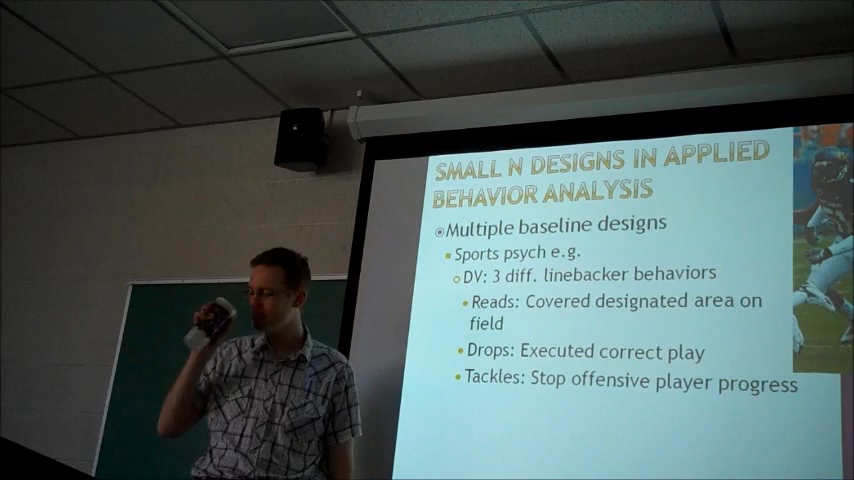 SMALL N DESIGNS IN APPLIED
BEHAVIOR ANALYSIS
Multiple baseline designs
Sports psych e.g.
DV: 3 diff. linebacker behaviors
Reads: Covered designated area on
field
Drops: Executed correct play
Tackles: Stop offensive player progress